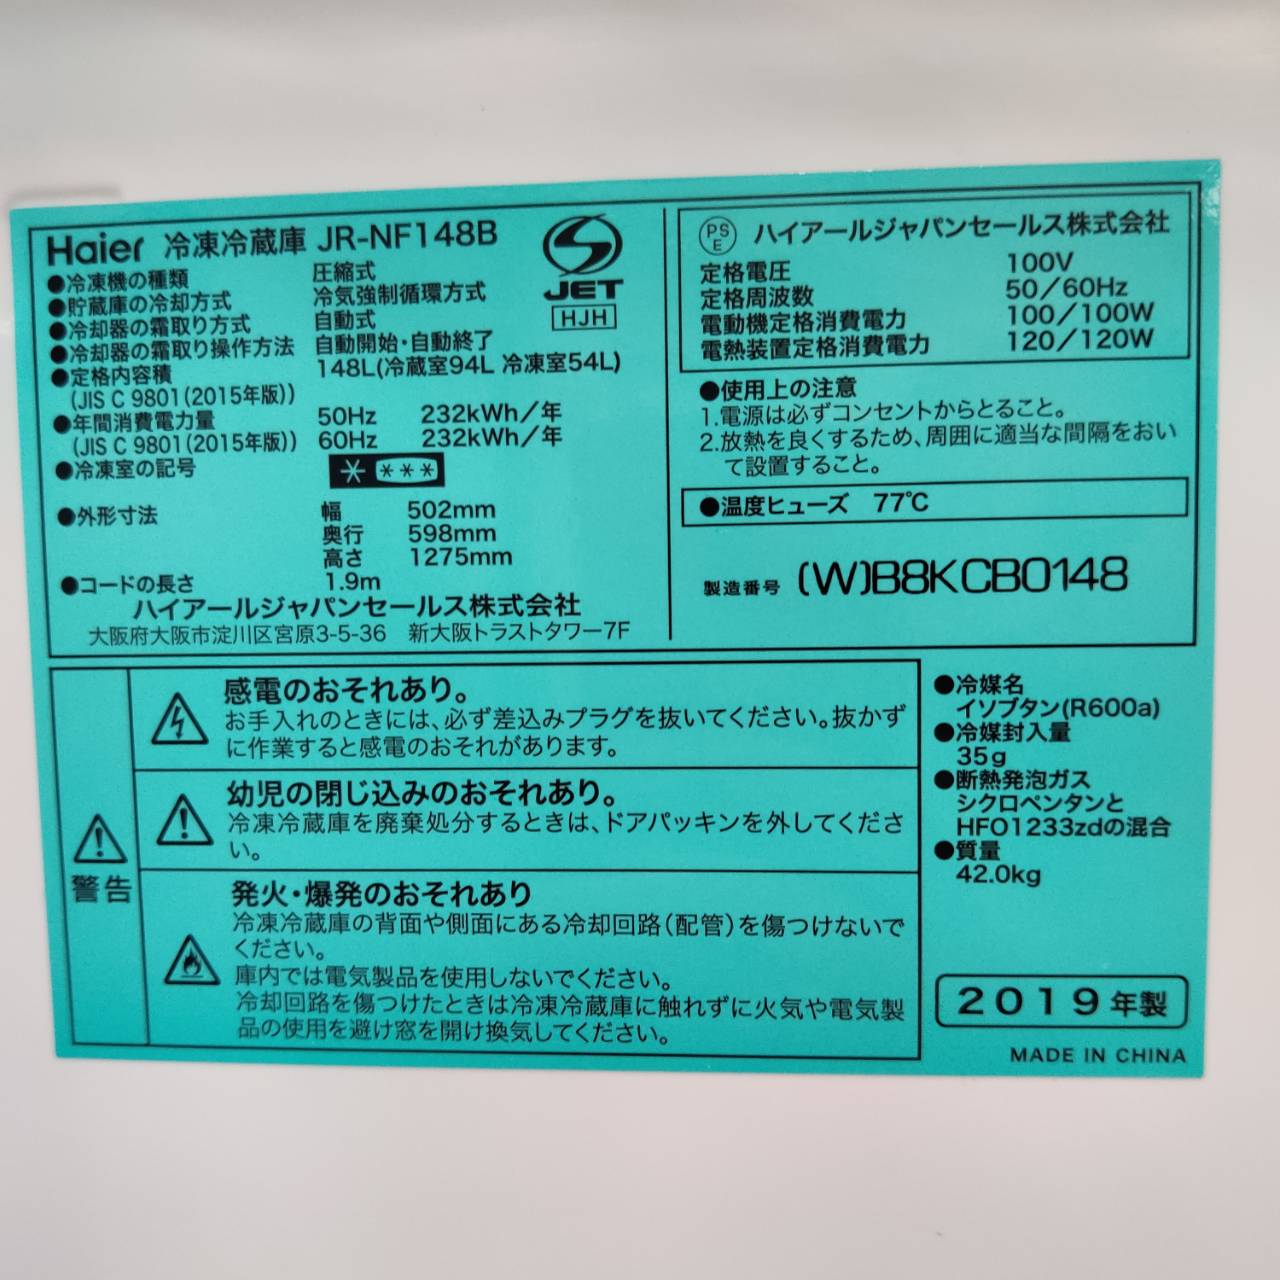 Haier 冷凍冷蔵庫 JR-NF148B
●冷凍機の種類 圧縮式
●貯蔵庫の冷却方式 冷気強制循環方式
●冷却器の霜取り方式 自動式
●冷却器の霜取り操作方法 自動開始・自動終了
●定格内容積 148L(冷蔵室94L 冷凍室54L)
(JIS C 9801(2015年版))
●年間消費電力量 50Hz 232kWh/年
(JIS C 9801(2015年版)) 60Hz 232kWh/年
●冷凍室の記号 * ***
●外形寸法 幅 502mm
奥行 598mm
高さ 1275mm
●コードの長さ 1.9m
ハイアールジャパンセールス株式会社
大阪府大阪市淀川区宮原3-5-36 新大阪トラストタワー7F
S
JET
HJH
PS
E
ハイアールジャパンセールス株式会社
定格電圧 100V
定格周波数 50/60Hz
電動機定格消費電力 100/100W
電熱装置定格消費電力 120/120W
●使用上の注意
1.電源は必ずコンセントからとること。
2.放熱を良くするため、周囲に適当な間隔をおい
て設置すること。
●温度ヒューズ 77℃
製造番号 (W)B8KCB0148
警告
感電のおそれあり。
お手入れのときには、必ず差込みプラグを抜いてください。抜かず
に作業すると感電のおそれがあります。
幼児の閉じ込みのおそれあり。
冷凍冷蔵庫を廃棄処分するときは、ドアパッキンを外してくださ
い。
発火・爆発のおそれあり
冷凍冷蔵庫の背面や側面にある冷却回路(配管)を傷つけないで
ください。
庫内では電気製品を使用しないでください。
冷却回路を傷つけたときは冷凍冷蔵庫に触れずに火気や電気製
品の使用を避け窓を開け換気してください。
●冷媒名
イソブタン(R600a)
●冷媒封入量
35g
●断熱発泡ガス
シクロペンタンと
HFO1233zdの混合
●質量
42.0kg
2019年製
MADE IN CHINA